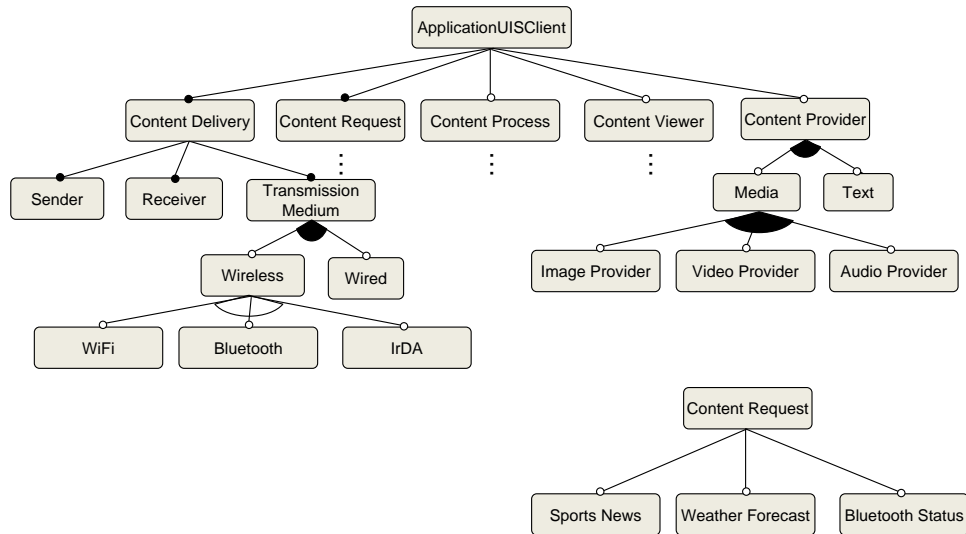 ApplicationUISClient
Content Delivery
Content Request
Content Process
Content Viewer
Content Provider
Sender
Receiver
Transmission
Medium
Media
Text
Wireless
Wired
Image Provider
Video Provider
Audio Provider
WiFi
Bluetooth
IrDA
Content Request
Sports News
Weather Forecast
Bluetooth Status